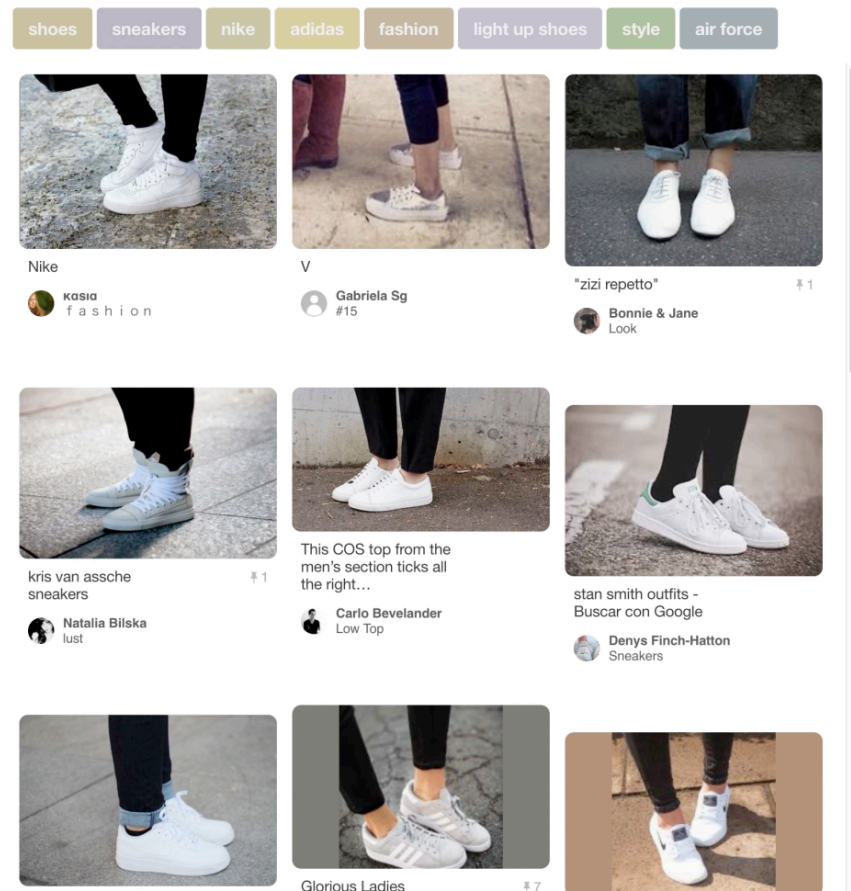 shoes
sneakers
nike
adidas
fashion
light up shoes
style
air force
Nike
кαsια
f a s h i o n
V
Gabriela Sg
#15
"zizi repetto"
1
Bonnie & Jane
Look
kris van assche
sneakers
1
Natalia Bilska
lust
This COS top from the
men's section ticks all
the right…
Carlo Bevelander
Low Top
stan smith outfits -
Buscar con Google
Denys Finch-Hatton
Sneakers
Glorious Ladies
7